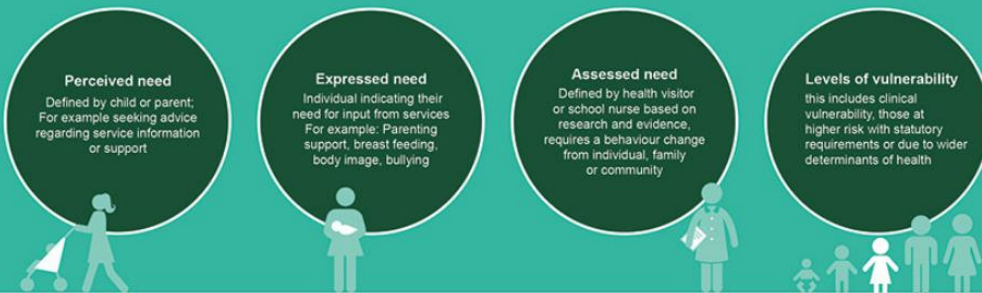 Perceived need
Defined by child or parent;
For example seeking advice
regarding service information
or support
Expressed need
Individual indicating their
need for input from services
For example: Parenting
support, breast feeding,
body image, bullying
Assessed need
Defined by health visitor
or school nurse based on
research and evidence,
requires a behaviour change
from individual, family
or community
Levels of vulnerability
this includes clinical
vulnerability, those at
higher risk with statutory
requirements or due to wider
determinants of health